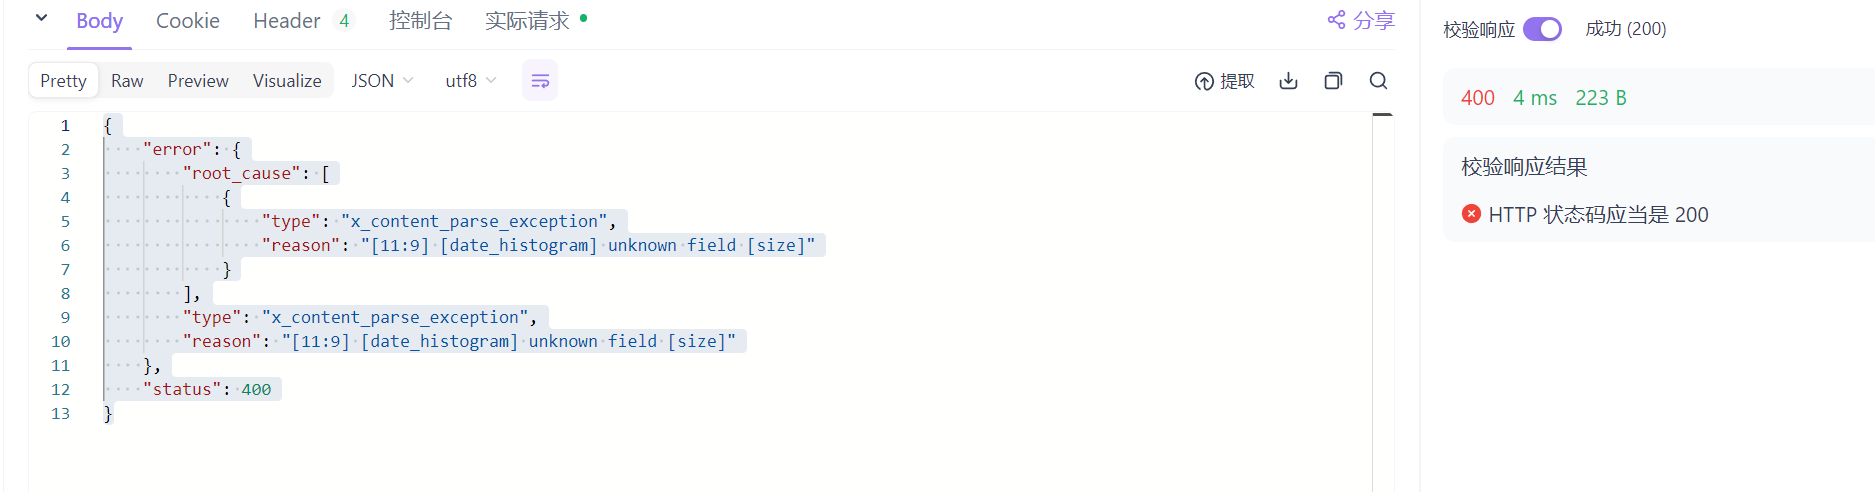 Body Cookie Header 4 控制台 实际请求 分享
Pretty Raw Preview Visualize JSON utf8 提取
1 {
2 "error": {
3 "root_cause": [
4 {
5 "type": "x_content_parse_exception",
6 "reason": "[11:9] [date_histogram] unknown field [size]"
7 }
8 ],
9 "type": "x_content_parse_exception",
10 "reason": "[11:9] [date_histogram] unknown field [size]"
11 },
12 "status": 400
13 }
校验响应 成功 (200)
400 4 ms 223 B
校验响应结果
HTTP 状态码应当是 200